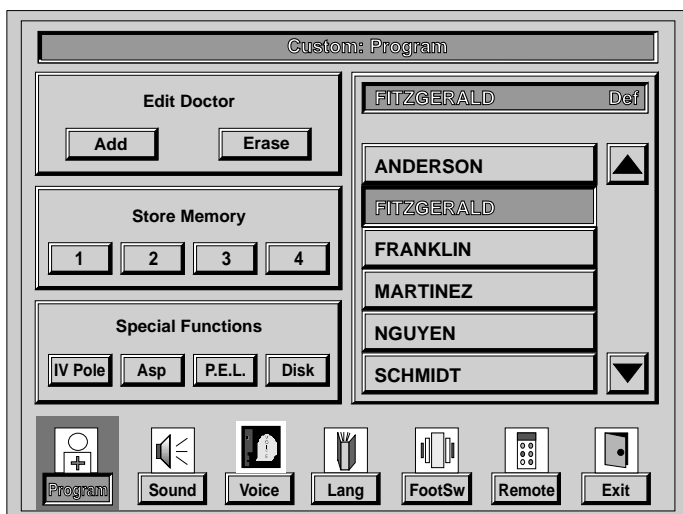 Custom: Program
Edit Doctor
Add Erase
Store Memory
1 2 3 4
Special Functions
IV Pole Asp P.E.L. Disk
FITZGERALD Def
ANDERSON
FITZGERALD
FRANKLIN
MARTINEZ
NGUYEN
SCHMIDT
Program Sound Voice Lang FootSw Remote Exit